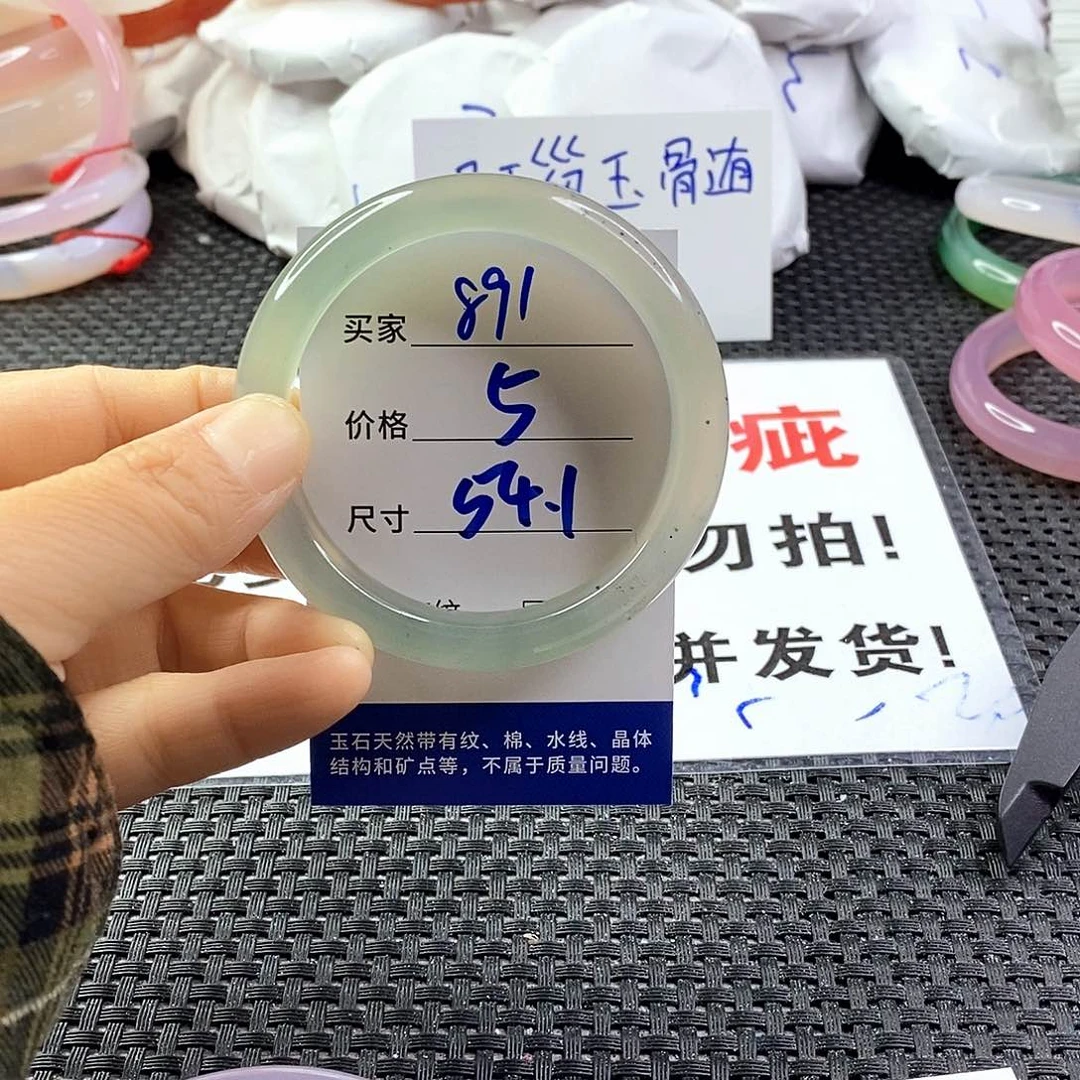 玉骨随
买家 891
价格 5
尺寸 54.1
玉石天然带有纹、棉、水线、晶体
结构和矿点等，不属于质量问题。
疵
勿拍！
并发货！